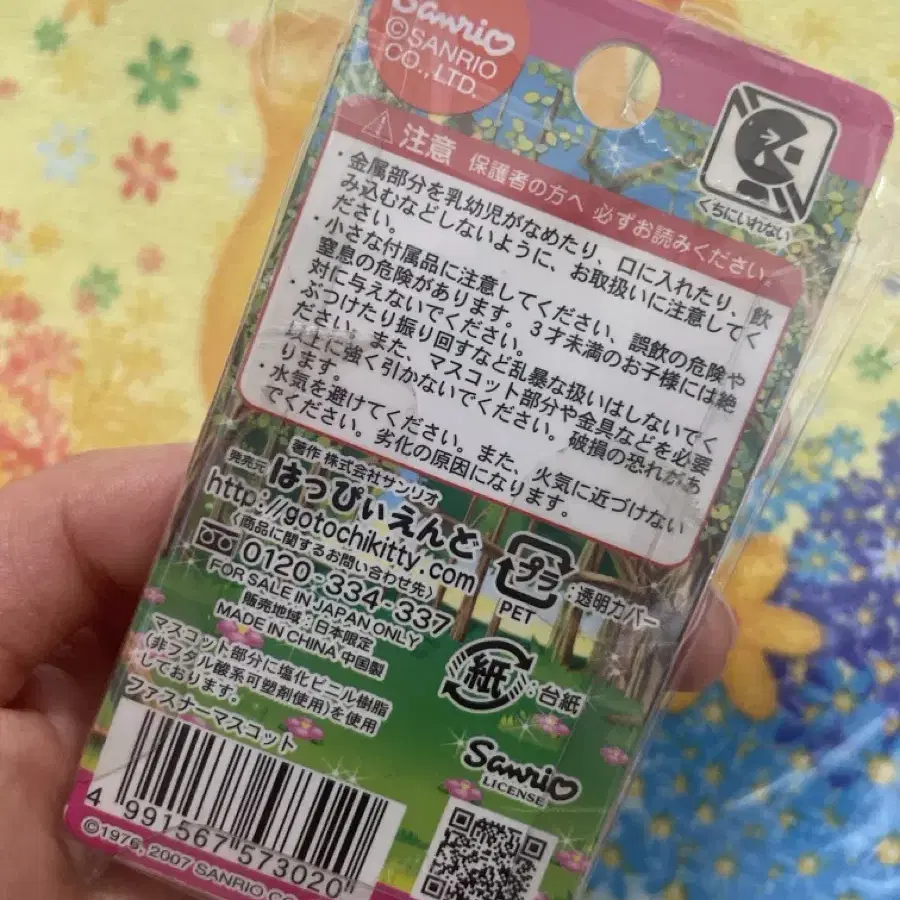 Sanrio
©SANRIO
CO.,LTD.
くちにいれない
注意 保護者の方へ 必ずお読みください。
・金属部分を乳幼児がなめたり、口に入れたり、飲
み込むなどしないように、お取扱いに注意して
ください。
・小さな付属品に注意してください。誤飲の危険や
窒息の危険があります。3才未満のお子様には絶
対に与えないでください。
・ぶつけたり振り回すなど乱暴な扱いはしないでく
ださい。また、マスコット部分や金具などを必要
以上に強く引かないでください。破損の恐れがあ
ります。
・水気を避けてください。また、火気に近づけない
でください。劣化の原因になります。
著作 株式会社サンリオ
発売元 はっぴぃえんど
http://gotochikitty.com
〈商品に関するお問い合わせ先〉
0120-334-337
FOR SALE IN JAPAN ONLY
販売地域：日本限定
MADE IN CHINA 中国製
マスコット部分に塩化ビニル樹脂
(非フタル酸系可塑剤使用)を使用
しております。
ファスナーマスコット
プラ
PET
：透明カバー
紙
：台紙
Sanrio
LICENSE
4 991567 573020
©1976, 2007 SANRIO CO